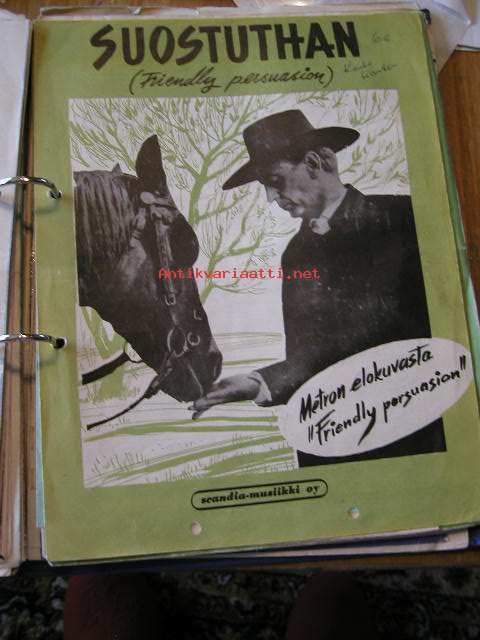 SUOSTUTHAN
(Friendly persuasion)
Antikvariaatti.net
Metron elokuvasta
"Friendly persuasion"
scandia-musiikki oy